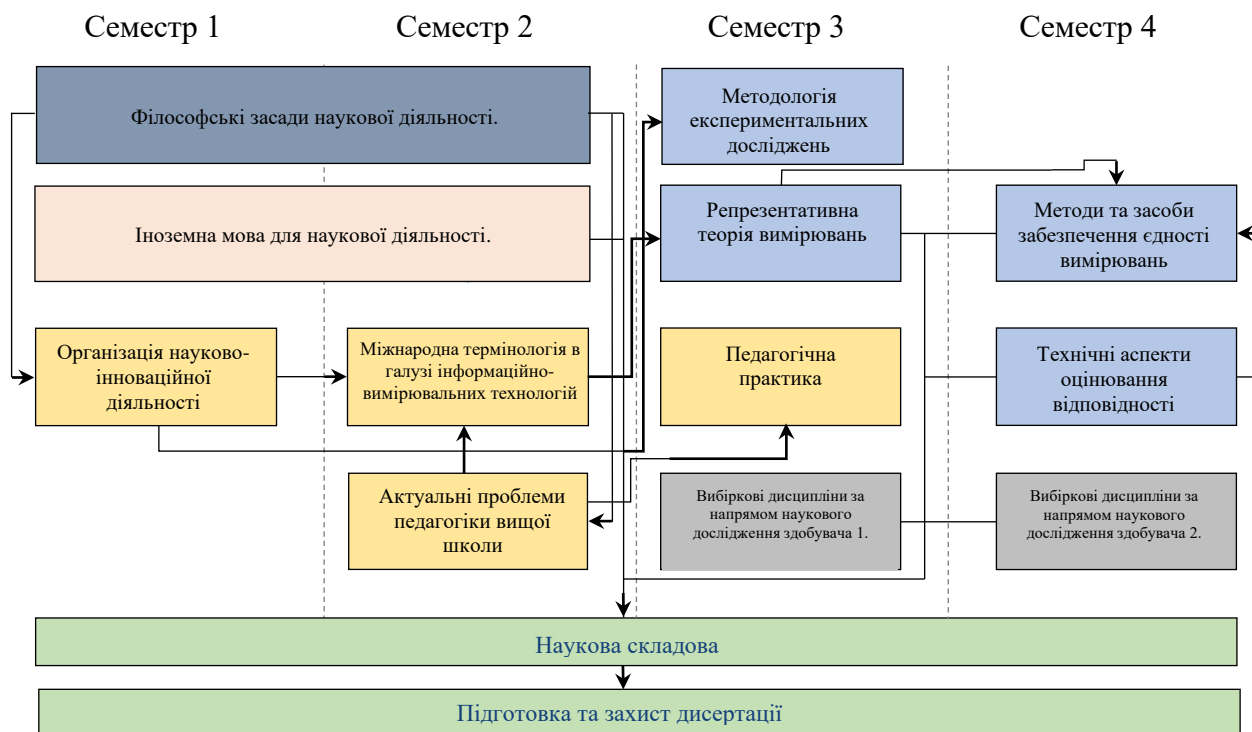 Семестр 1
Семестр 2
Семестр 3
Семестр 4
Філософські засади наукової діяльності.
Методологія
експериментальних
досліджень
Іноземна мова для наукової діяльності.
Репрезентативна
теорія вимірювань
Методи та засоби
забезпечення єдності
вимірювань
Організація науково-
інноваційної
діяльності
Міжнародна термінологія в
галузі інформаційно-
вимірювальних технологій
Педагогічна
практика
Технічні аспекти
оцінювання
відповідності
Актуальні проблеми
педагогіки вищої
школи
Вибіркові дисципліни за
напрямом наукового
дослідження здобувача 1.
Вибіркові дисципліни за
напрямом наукового
дослідження здобувача 2.
Наукова складова
Підготовка та захист дисертації